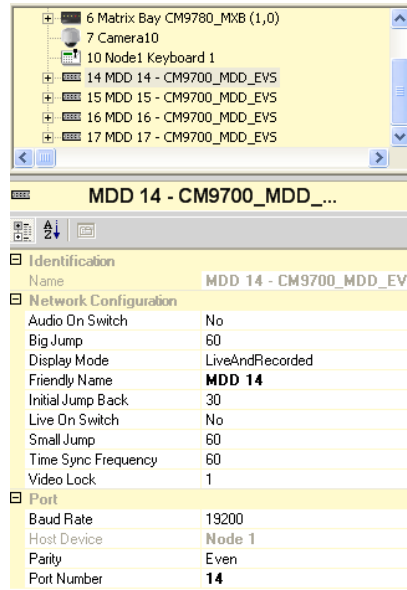 6 Matrix Bay CM9780_MXB (1,0)
7 Camera10
10 Node1 Keyboard 1
14 MDD 14 - CM9700_MDD_EVS
15 MDD 15 - CM9700_MDD_EVS
16 MDD 16 - CM9700_MDD_EVS
17 MDD 17 - CM9700_MDD_EVS
MDD 14 - CM9700_MDD_...
Identification
Name MDD 14 - CM9700_MDD_EV
Network Configuration
Audio On Switch No
Big Jump 60
Display Mode LiveAndRecorded
Friendly Name MDD 14
Initial Jump Back 30
Live On Switch No
Small Jump 60
Time Sync Frequency 60
Video Lock 1
Port
Baud Rate 19200
Host Device Node 1
Parity Even
Port Number 14